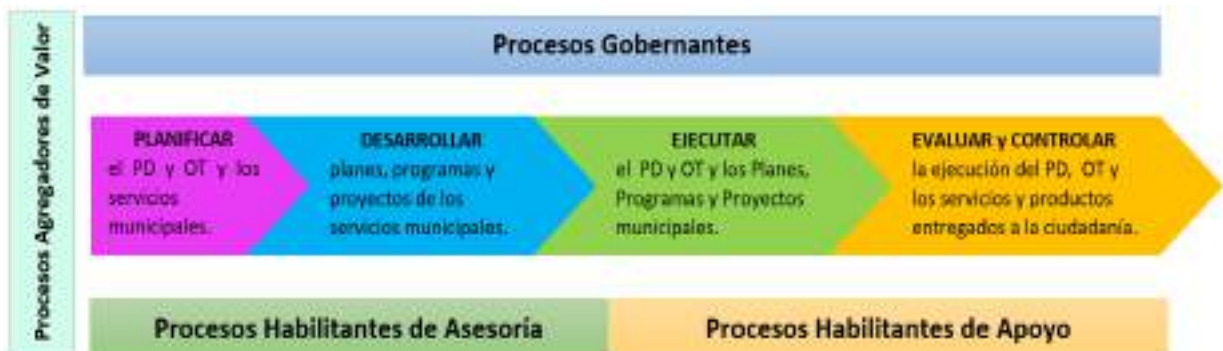 Procesos Agregadores de Valor
Procesos Gobernantes
PLANIFICAR
el PD y OT y los
servicios
municipales.
DESARROLLAR
planes, programas y
proyectos de los
servicios municipales.
EJECUTAR
el PD y OT y los Planes,
Programas y Proyectos
municipales.
EVALUAR y CONTROLAR
la ejecución del PD, OT y
los servicios y productos
entregados a la ciudadanía.
Procesos Habilitantes de Asesoría
Procesos Habilitantes de Apoyo